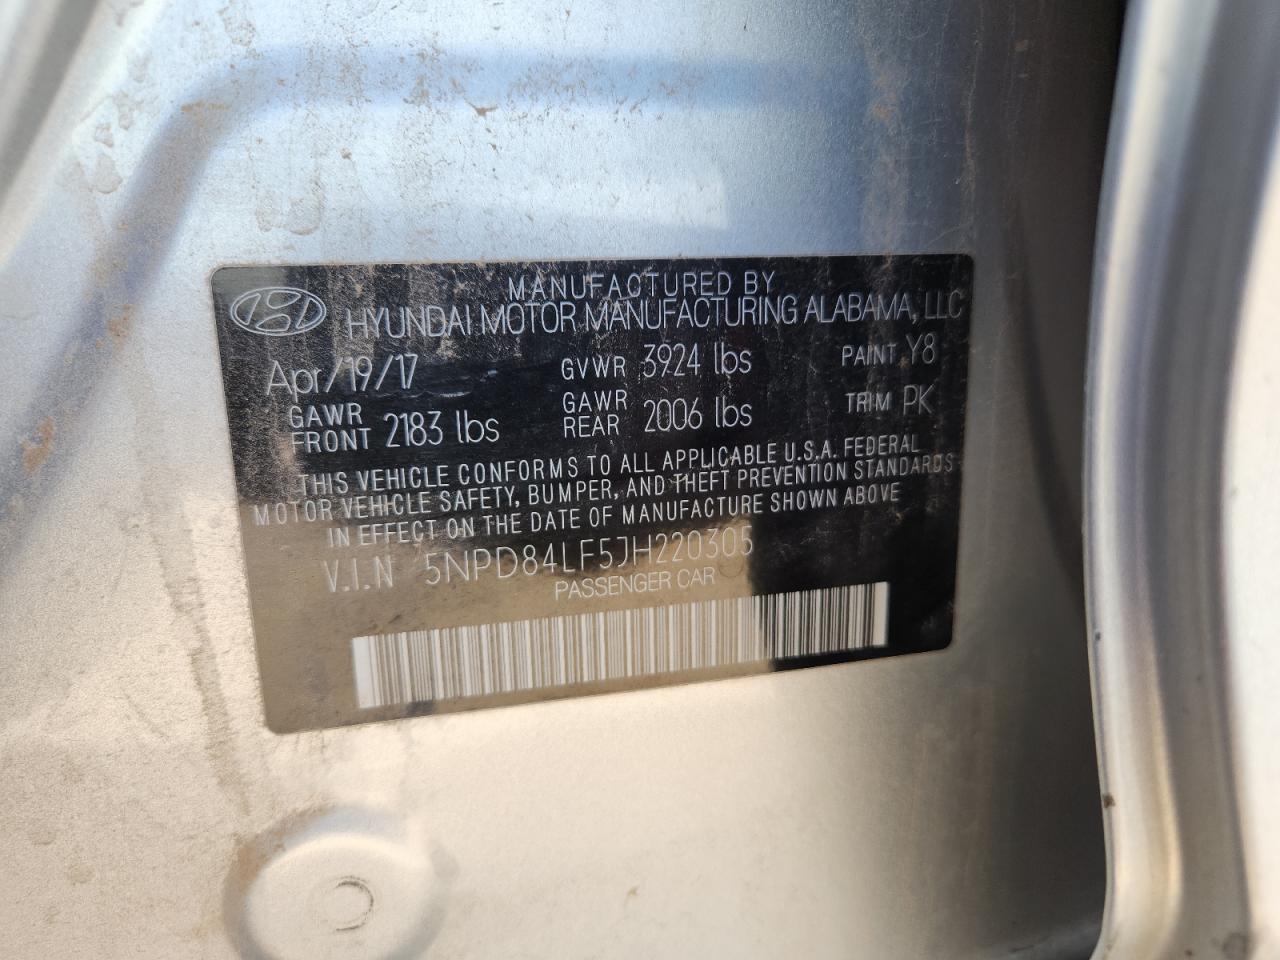 MANUFACTURED BY
HYUNDAI MOTOR MANUFACTURING ALABAMA, LLC
Apr/19/17 GVWR 3924 lbs PAINT Y8
GAWR FRONT 2183 lbs GAWR REAR 2006 lbs TRIM PK
THIS VEHICLE CONFORMS TO ALL APPLICABLE U.S.A. FEDERAL
MOTOR VEHICLE SAFETY, BUMPER, AND THEFT PREVENTION STANDARDS
IN EFFECT ON THE DATE OF MANUFACTURE SHOWN ABOVE
V.I.N 5NPD84LF5JH220305
PASSENGER CAR